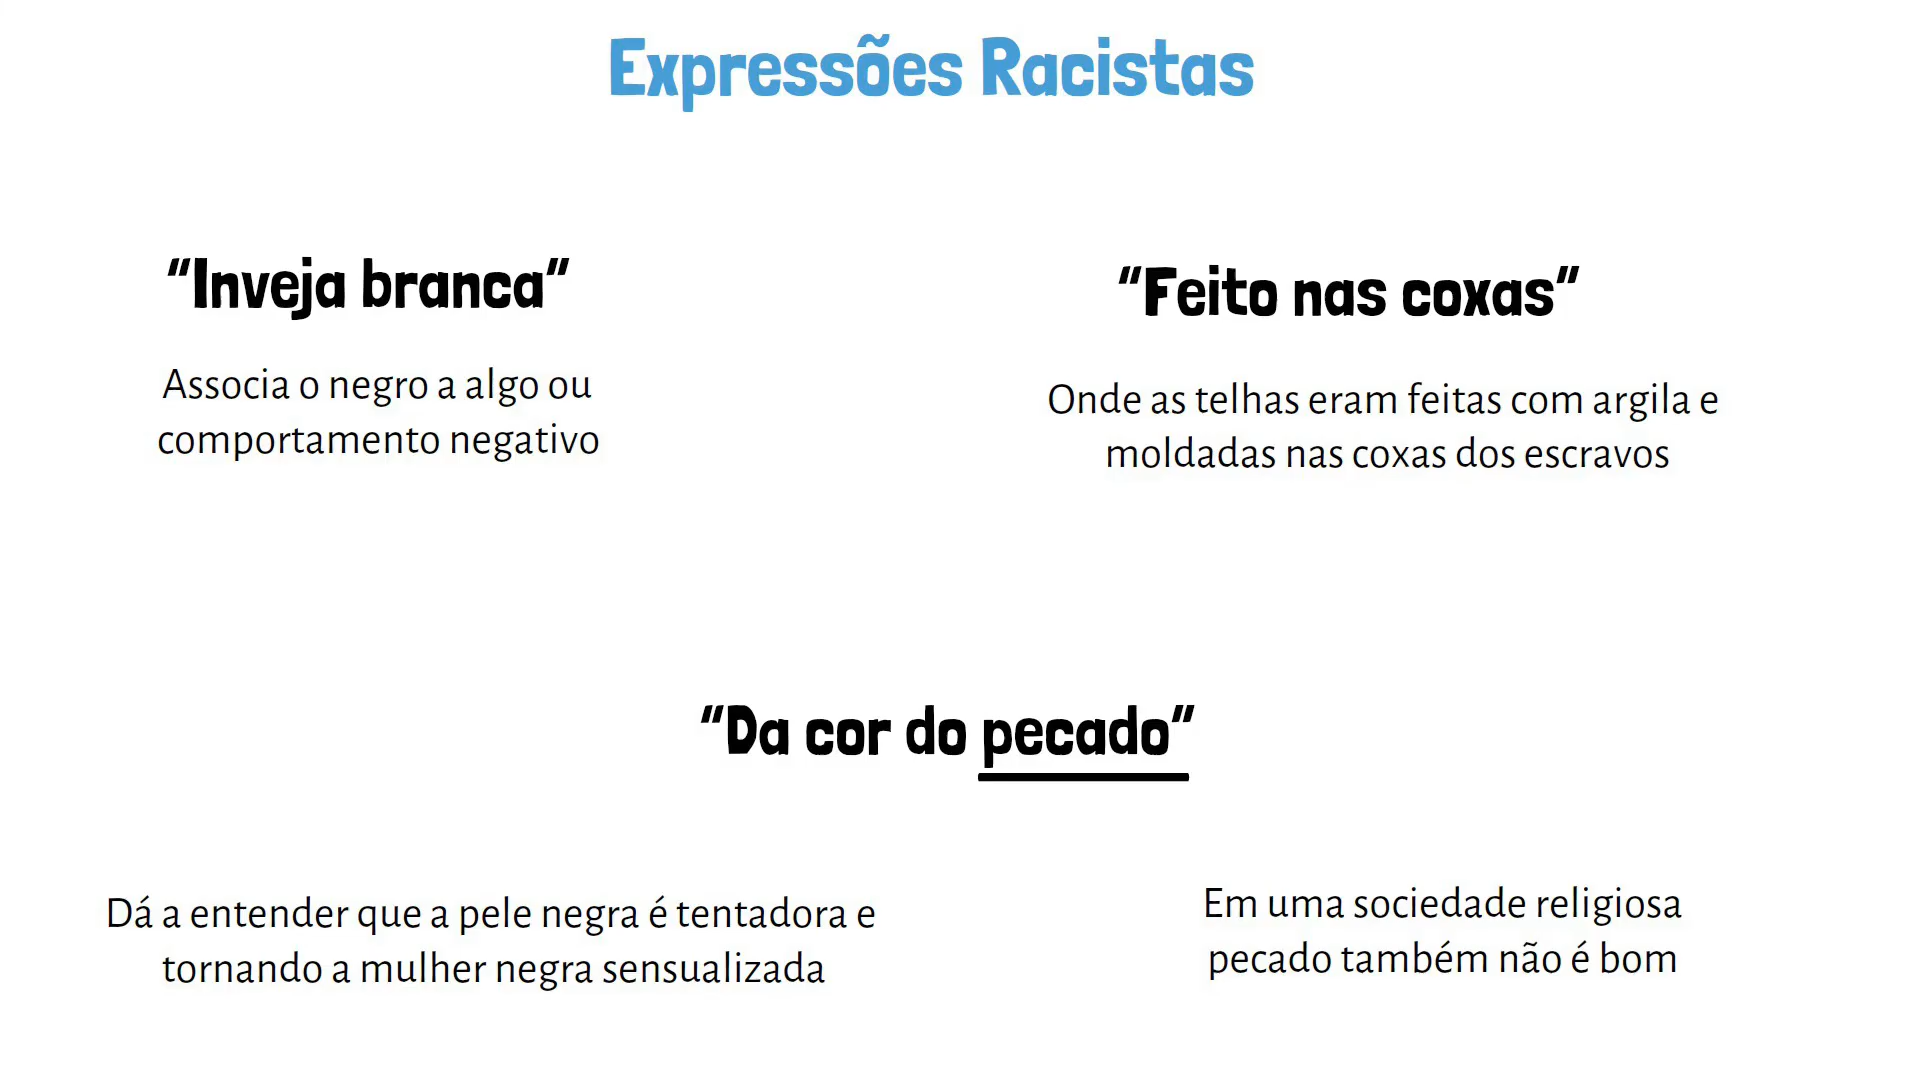 Expressões Racistas
"Inveja branca"
Associa o negro a algo ou
comportamento negativo
"Feito nas coxas"
Onde as telhas eram feitas com argila e
moldadas nas coxas dos escravos
"Da cor do pecado"
Dá a entender que a pele negra é tentadora e
tornando a mulher negra sensualizada
Em uma sociedade religiosa
pecado também não é bom